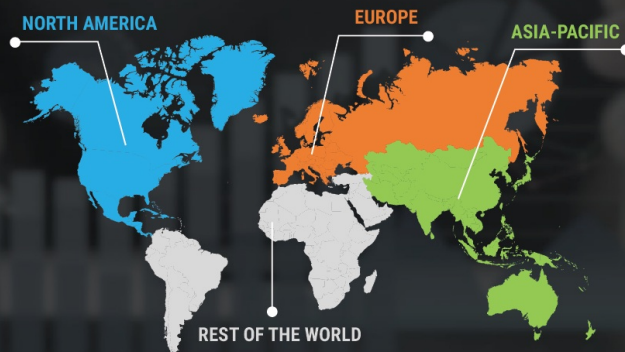 NORTH AMERICA
EUROPE
ASIA-PACIFIC
REST OF THE WORLD